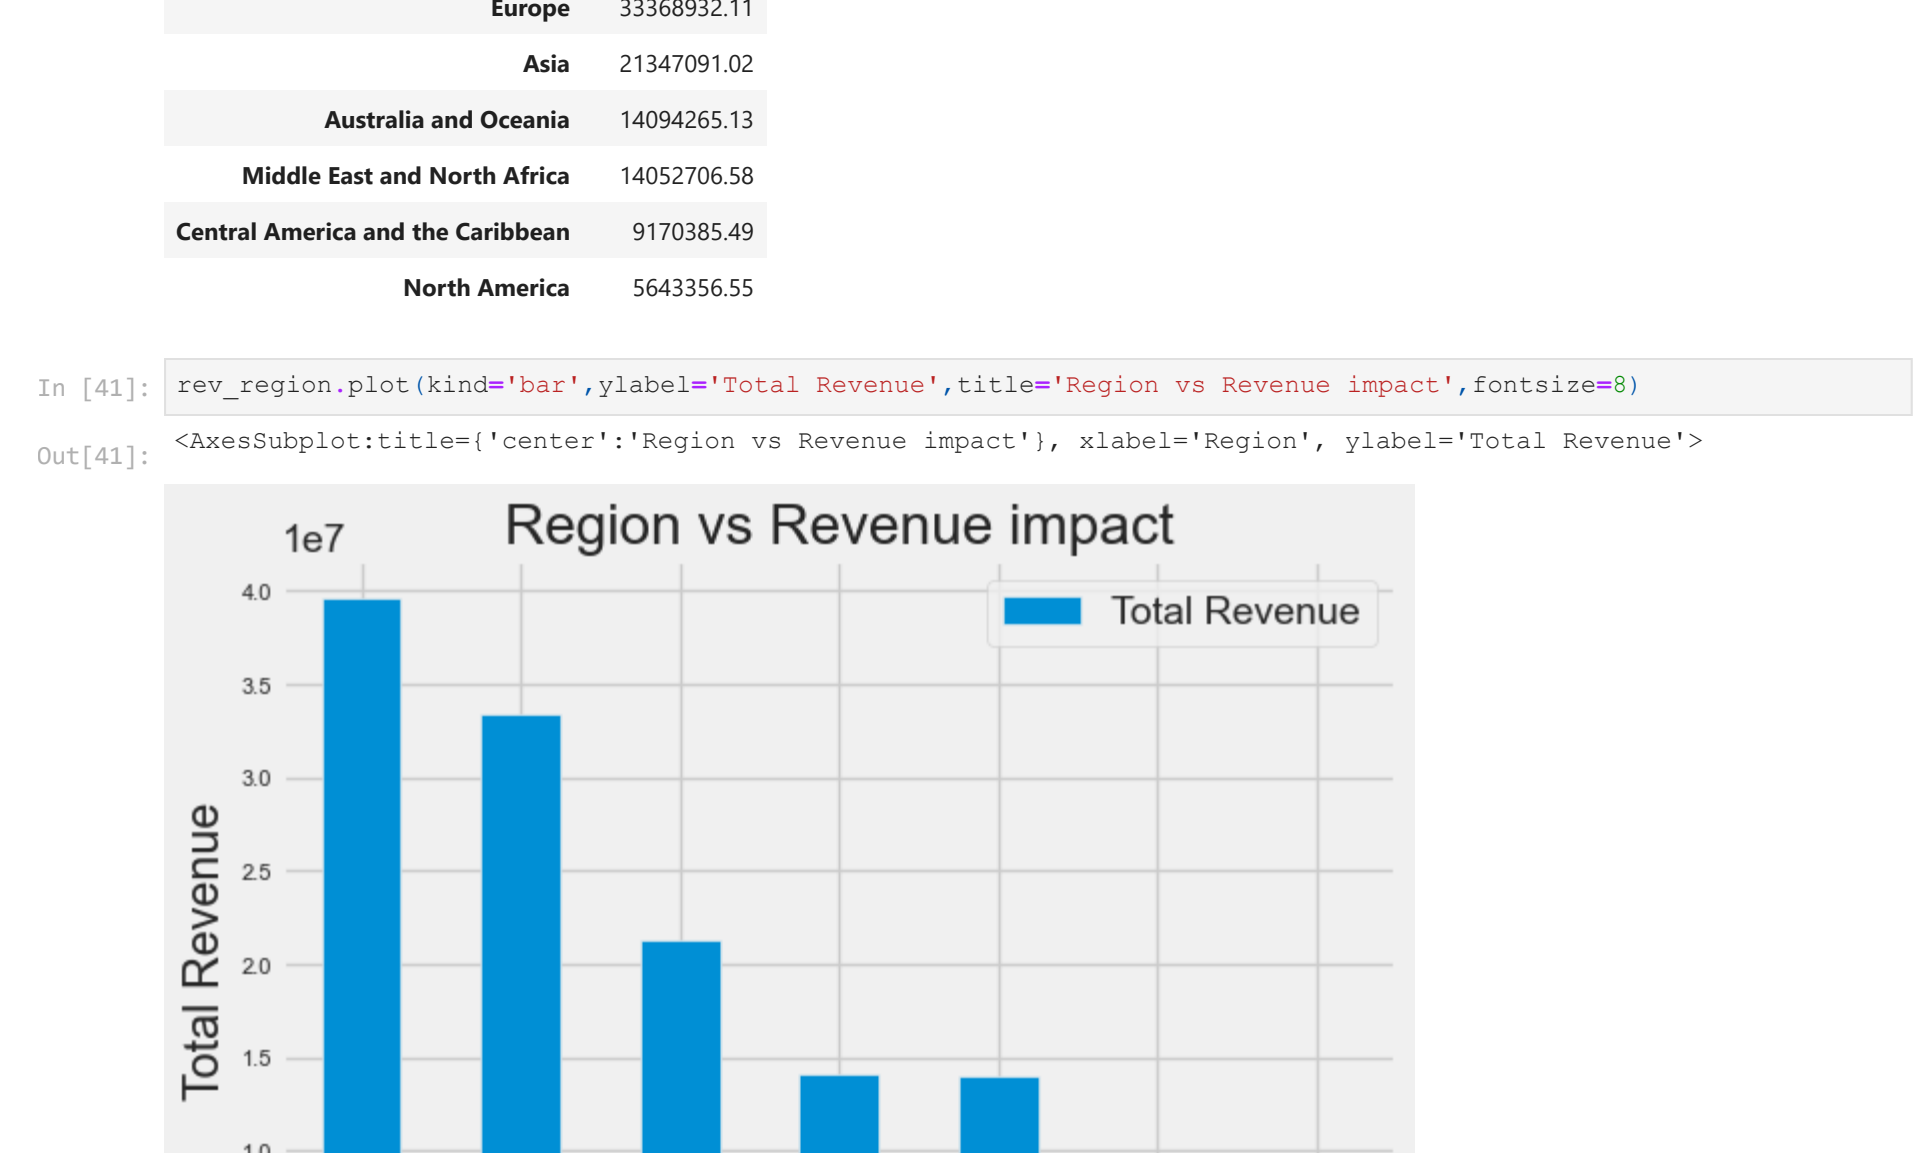 Europe 33368932.11
Asia 21347091.02
Australia and Oceania 14094265.13
Middle East and North Africa 14052706.58
Central America and the Caribbean 9170385.49
North America 5643356.55
In [41]: rev_region.plot(kind='bar',ylabel='Total Revenue',title='Region vs Revenue impact',fontsize=8)
Out[41]: <AxesSubplot:title={'center':'Region vs Revenue impact'}, xlabel='Region', ylabel='Total Revenue'>
Region vs Revenue impact
1e7
4.0
Total Revenue
3.5
3.0
2.5
2.0
1.5
1.0
Total Revenue